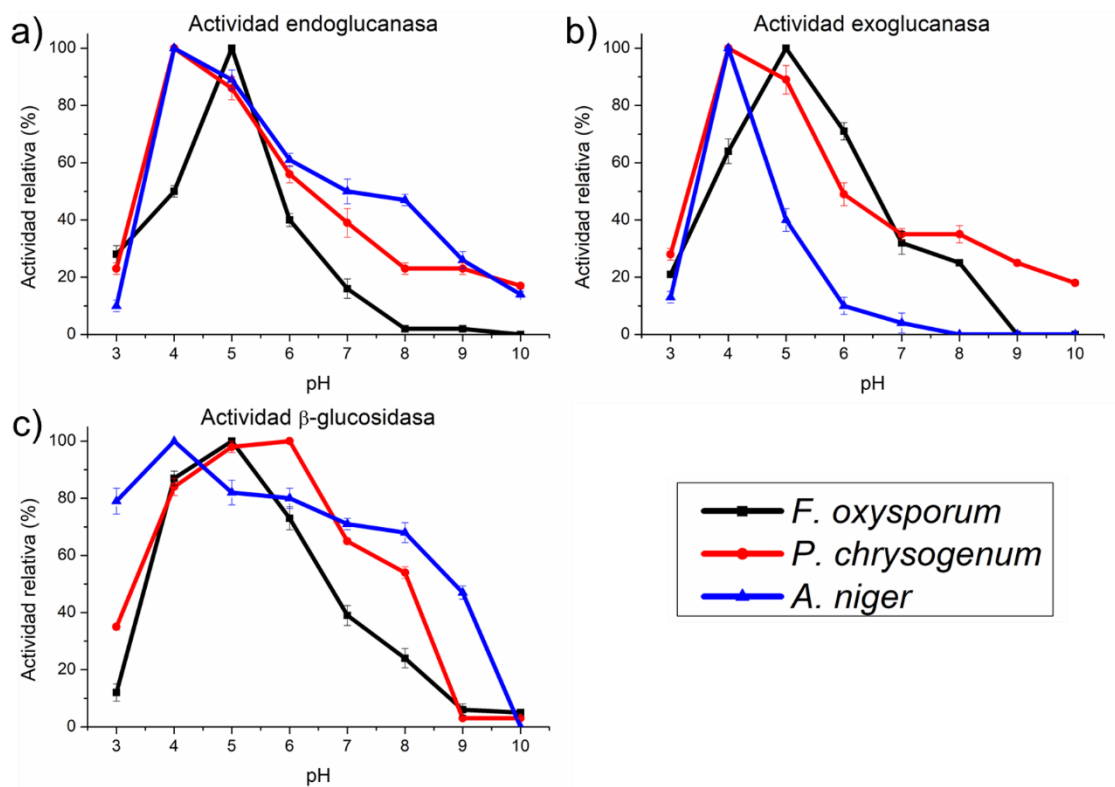 a)
Actividad endoglucanasa
Actividad relativa (%)
100
80
60
40
20
0
3 4 5 6 7 8 9 10
pH
b)
Actividad exoglucanasa
Actividad relativa (%)
100
80
60
40
20
0
3 4 5 6 7 8 9 10
pH
c)
Actividad β-glucosidasa
Actividad relativa (%)
100
80
60
40
20
0
3 4 5 6 7 8 9 10
pH
F. oxysporum
P. chrysogenum
A. niger